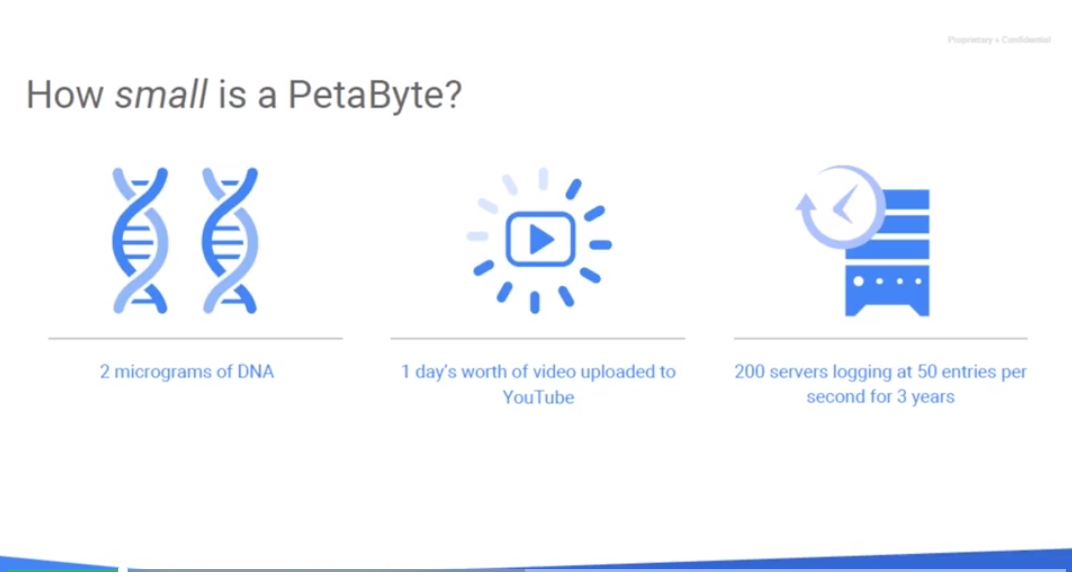 Proprietary + Confidential
How small is a PetaByte?
2 micrograms of DNA
1 day's worth of video uploaded to
YouTube
200 servers logging at 50 entries per
second for 3 years